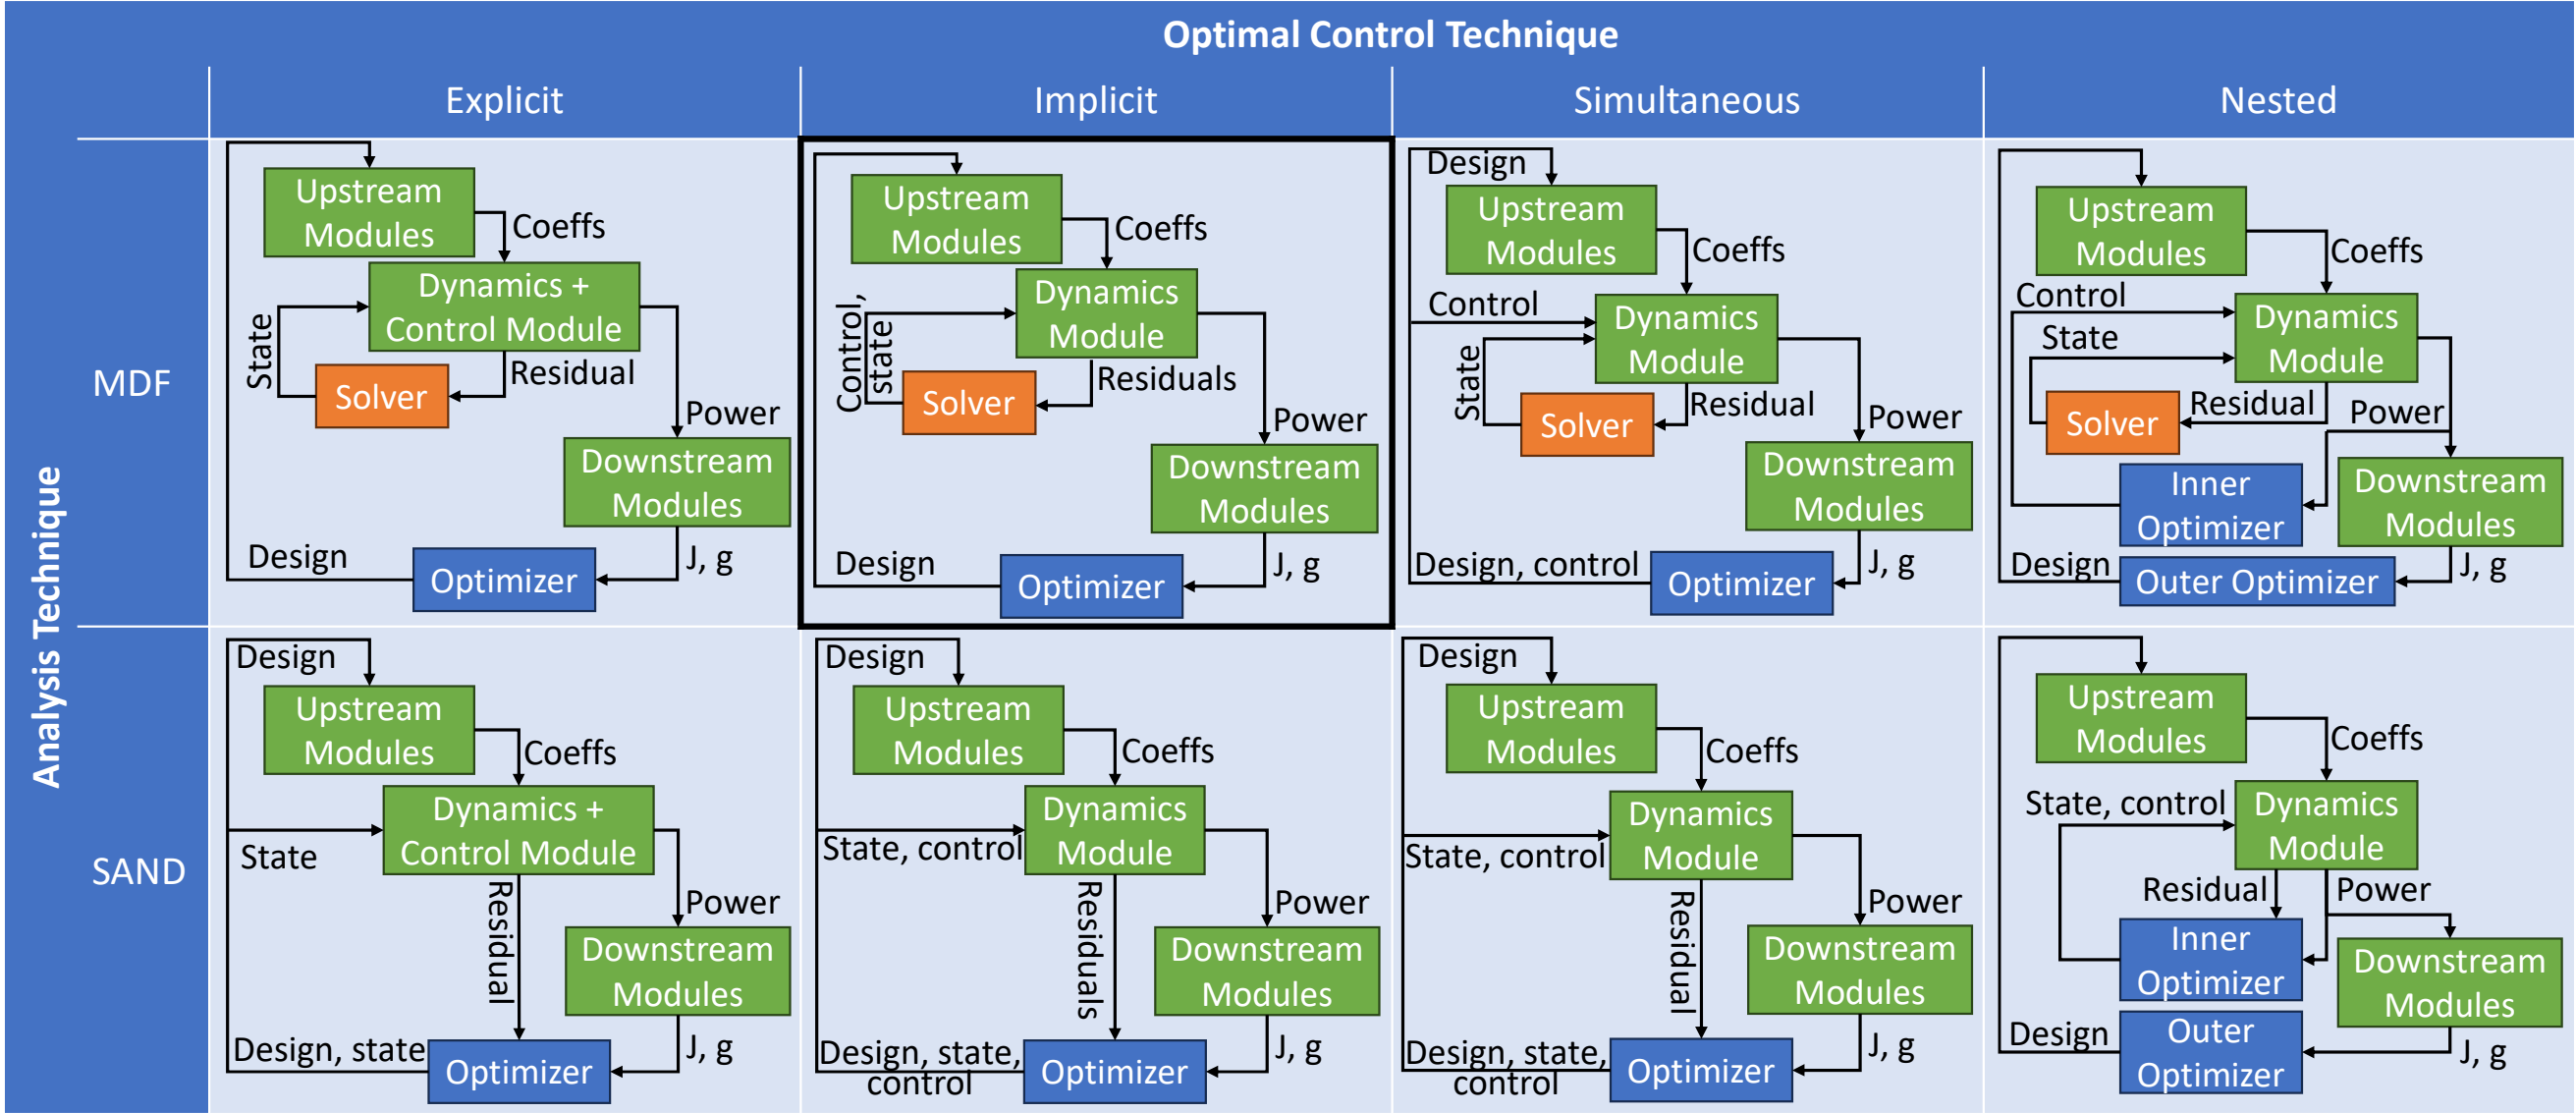 Optimal Control Technique
Explicit
Implicit
Simultaneous
Nested
Analysis Technique
MDF
Upstream
Modules
Coeffs
Dynamics +
Control Module
State
Solver
Residual
Power
Downstream
Modules
Design
Optimizer
J, g
Upstream
Modules
Coeffs
Dynamics
Module
Control,
state
Solver
Residuals
Power
Downstream
Modules
Design
Optimizer
J, g
Design
Upstream
Modules
Coeffs
Control
Dynamics
Module
State
Solver
Residual
Power
Downstream
Modules
Design, control
Optimizer
J, g
Upstream
Modules
Coeffs
Control
State
Dynamics
Module
Solver
Residual
Power
Inner
Optimizer
Downstream
Modules
Design
Outer Optimizer
J, g
SAND
Design
Upstream
Modules
Coeffs
Dynamics +
Control Module
State
Residual
Power
Downstream
Modules
Design, state
Optimizer
J, g
Design
Upstream
Modules
Coeffs
Dynamics
Module
State, control
Residuals
Power
Downstream
Modules
Design, state,
control
Optimizer
J, g
Design
Upstream
Modules
Coeffs
Dynamics
Module
State, control
Residual
Power
Downstream
Modules
Design, state,
control
Optimizer
J, g
Upstream
Modules
Coeffs
State, control
Dynamics
Module
Residual
Power
Inner
Optimizer
Downstream
Modules
Design
Outer
Optimizer
J, g